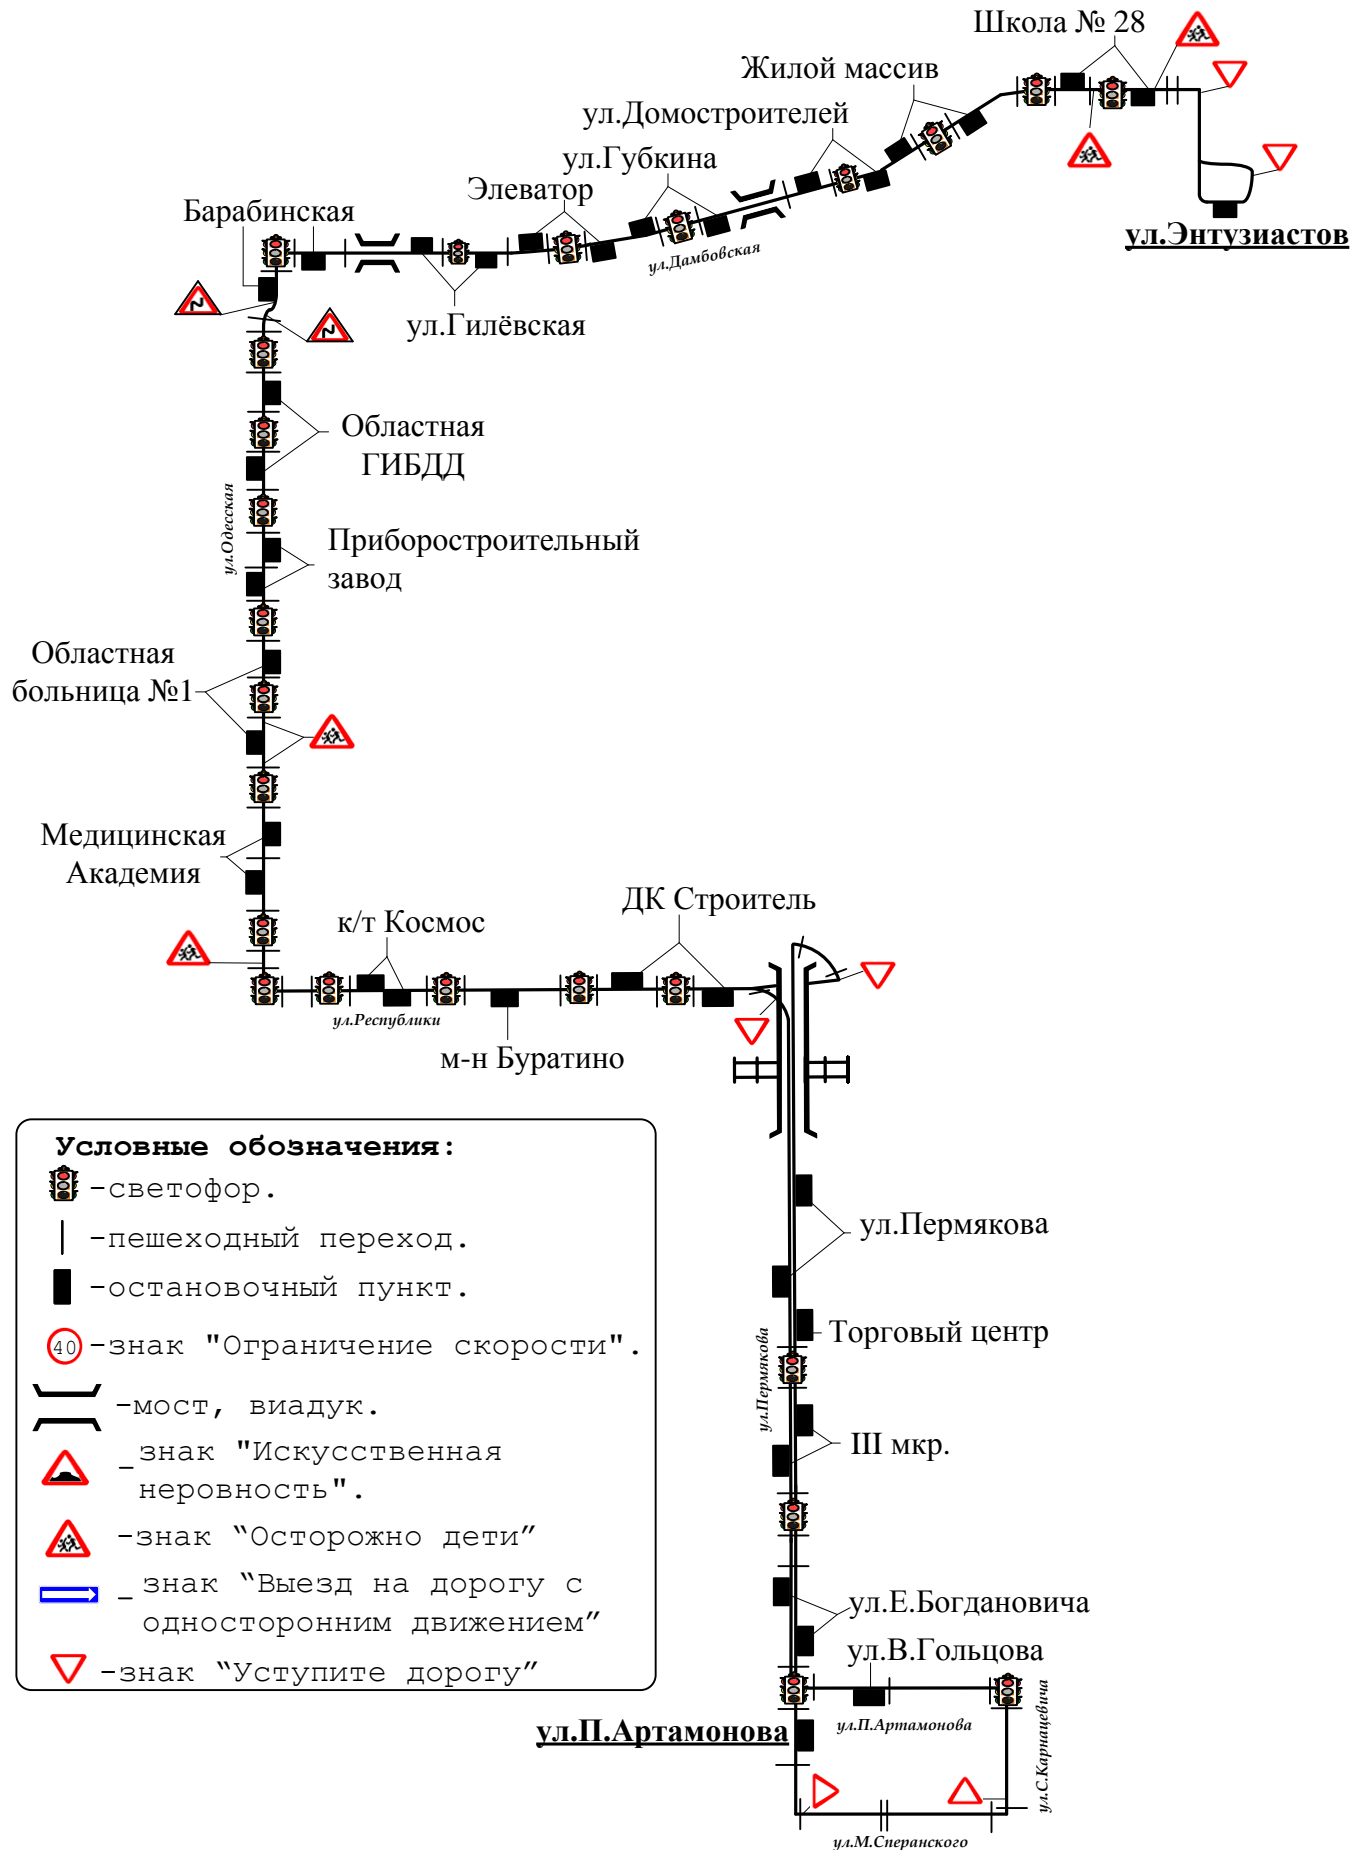 Школа № 28
Жилой массив
ул.Домостроителей
ул.Губкина
Элеватор
Барабинская
ул.Энтузиастов
ул.Дамбовская
ул.Гилёвская
Областная
ГИБДД
ул.Одесская
Приборостроительный
завод
Областная
больница №1
Медицинская
Академия
к/т Космос
ДК Строитель
ул.Республики
м-н Буратино
Условные обозначения:
-светофор.
-пешеходный переход.
-остановочный пункт.
40 -знак "Ограничение скорости".
-мост, виадук.
- знак "Искусственная
неровность".
-знак “Осторожно дети”
- знак “Выезд на дорогу с
односторонним движением”
-знак “Уступите дорогу”
ул.Пермякова
Торговый центр
ул.Пермякова
III мкр.
ул.Е.Богдановича
ул.В.Гольцова
ул.П.Артамонова
ул.П.Артамонова
ул.С.Карнацевича
ул.М.Сперанского